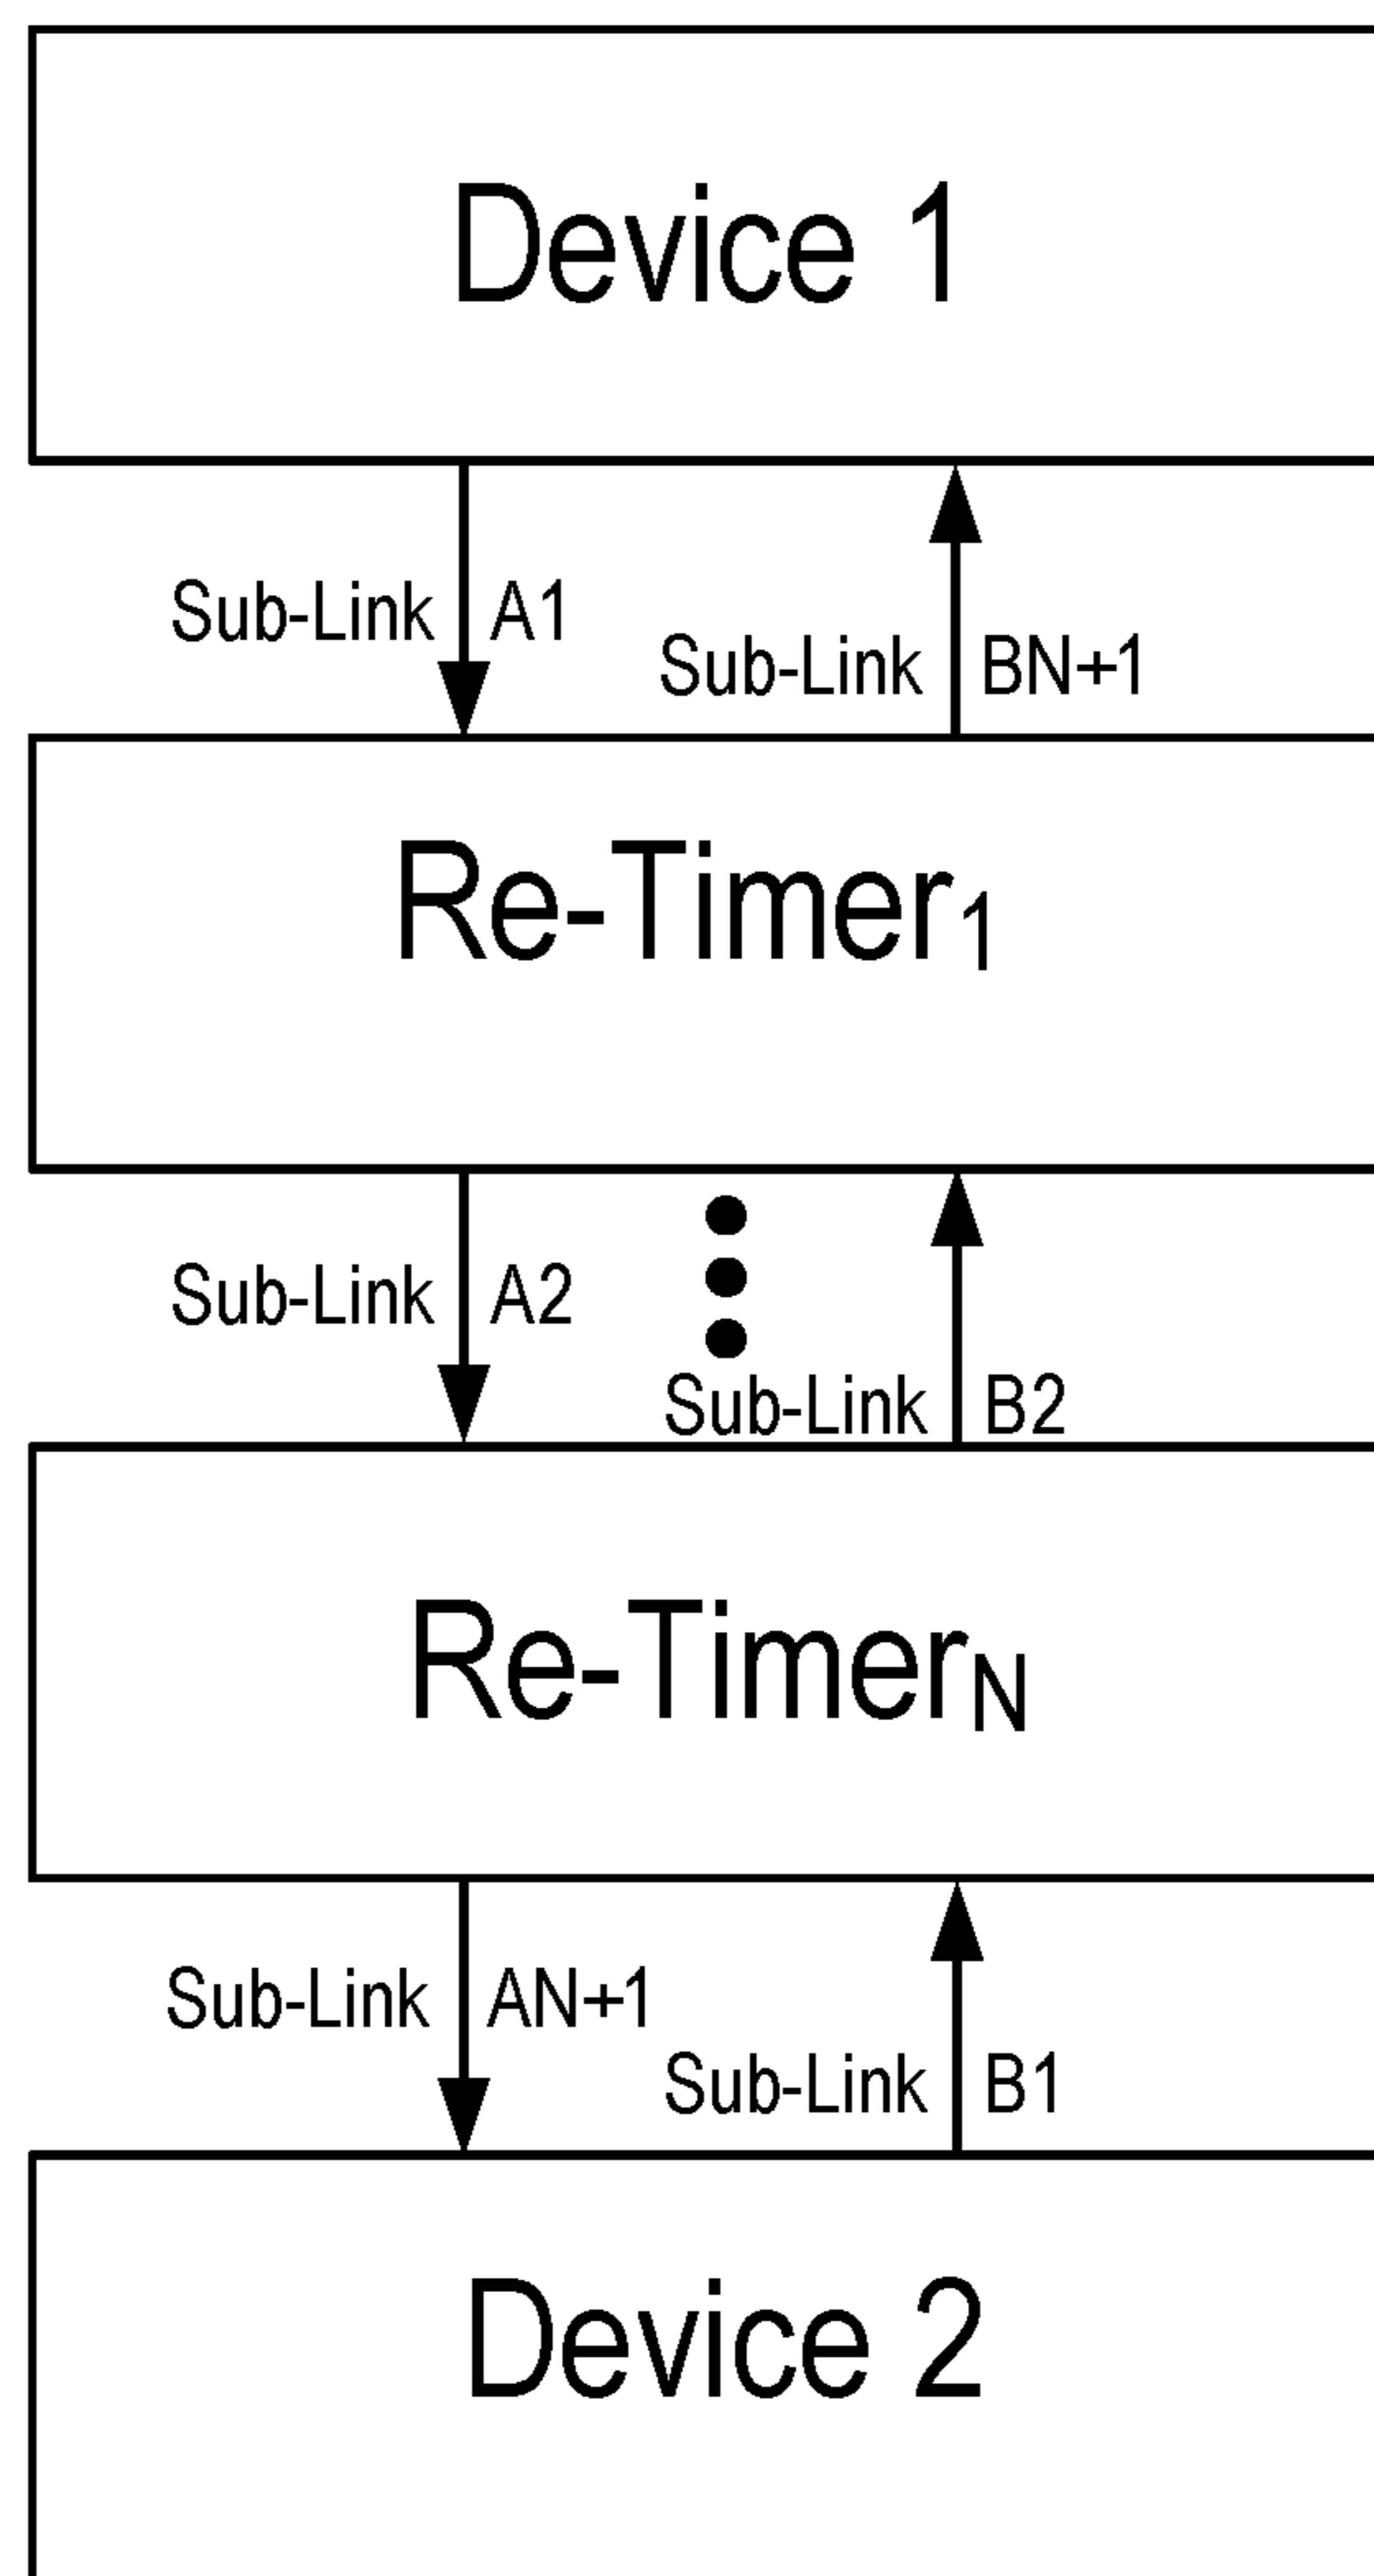 Device 1
Sub-Link A1
Sub-Link BN+1
Re-Timer1
Sub-Link A2
Sub-Link B2
Re-TimerN
Sub-Link AN+1
Sub-Link B1
Device 2